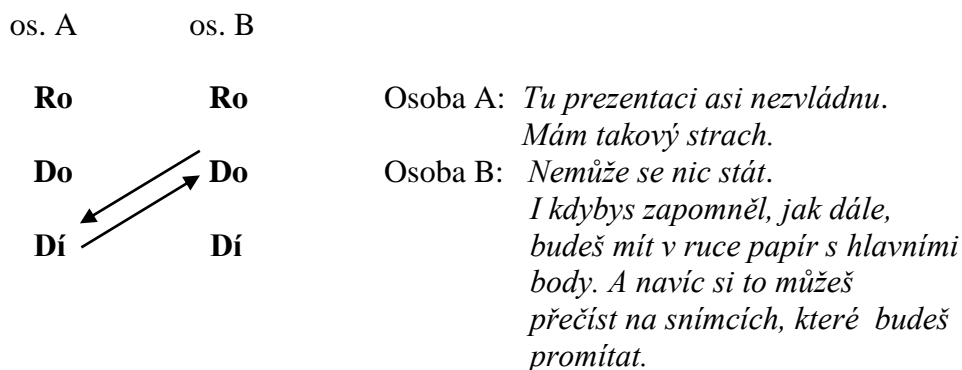 os. A os. B
Ro Ro Osoba A: Tu prezentaci asi nezvládnu.
Mám takový strach.
Do Do Osoba B: Nemůže se nic stát.
I kdybys zapomněl, jak dále,
Dí Dí budeš mít v ruce papír s hlavními
body. A navíc si to můžeš
přečíst na snímcích, které budeš
promítat.